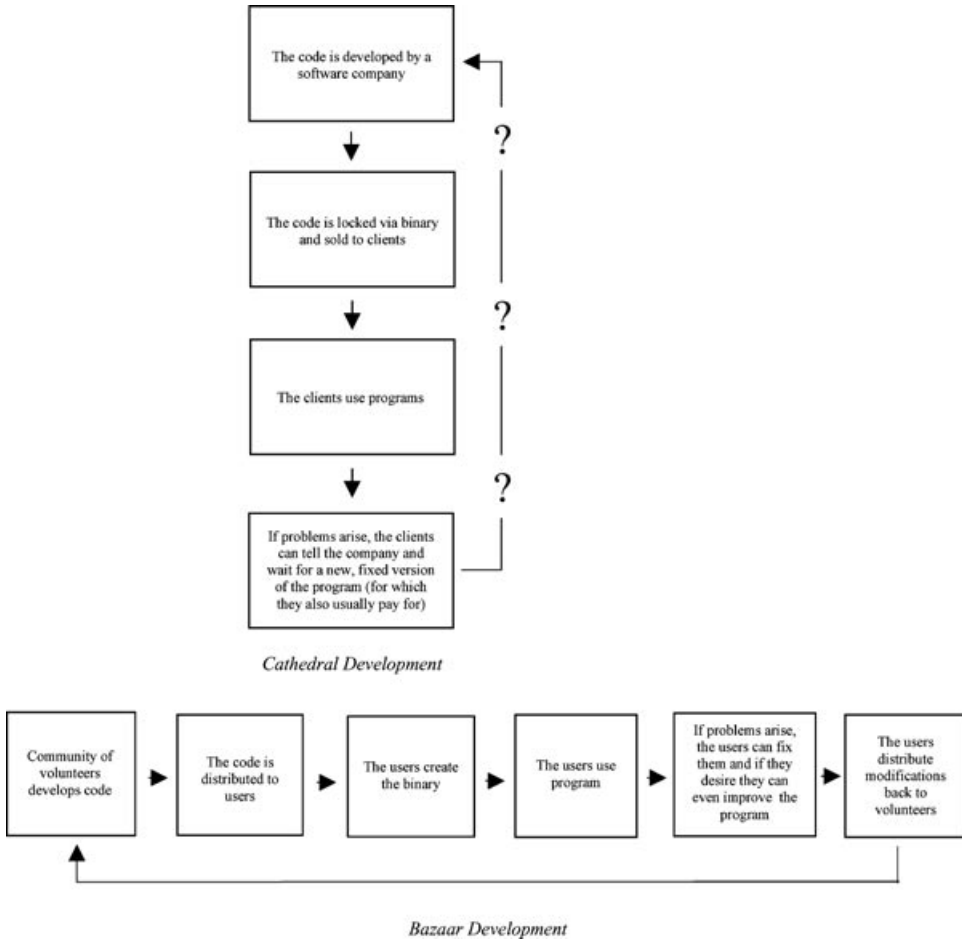 The code is developed by a
software company
?
The code is locked via binary
and sold to clients
?
The clients use programs
?
If problems arise, the clients
can tell the company and
wait for a new, fixed version
of the program (for which
they also usually pay for)
Cathedral Development
Community of
volunteers
develops code
The code is
distributed to
users
The users create
the binary
The users use
program
If problems arise,
the users can fix
them and if they
desire they can
even improve the
program
The users
distribute
modifications
back to
volunteers
Bazaar Development